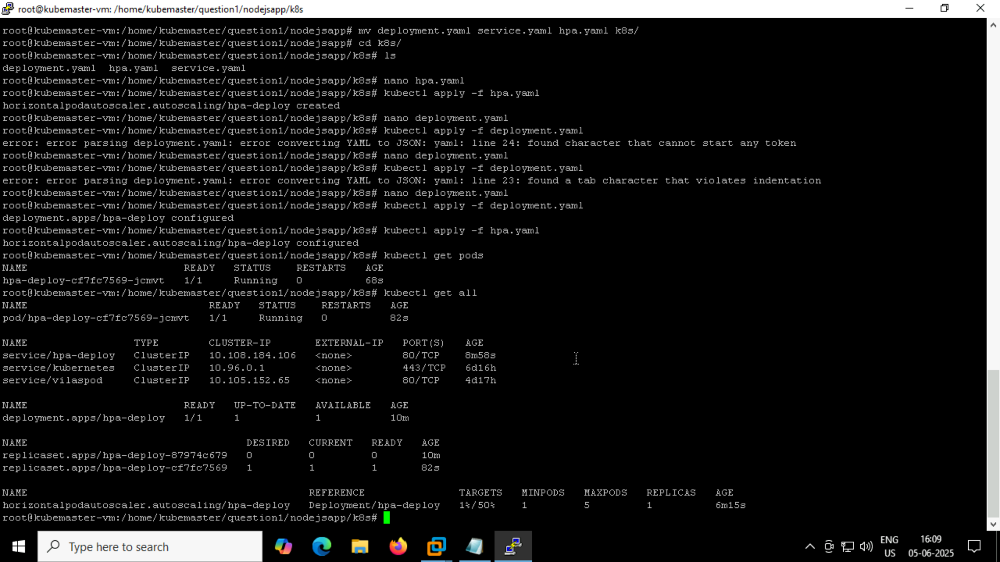 root@kubemaster-vm: /home/kubemaster/question1/nodejsapp/k8s
root@kubemaster-vm:/home/kubemaster/question1/nodejsapp# mv deployment.yaml service.yaml hpa.yaml k8s/
root@kubemaster-vm:/home/kubemaster/question1/nodejsapp# cd k8s/
root@kubemaster-vm:/home/kubemaster/question1/nodejsapp/k8s# ls
deployment.yaml  hpa.yaml  service.yaml
root@kubemaster-vm:/home/kubemaster/question1/nodejsapp/k8s# nano hpa.yaml
root@kubemaster-vm:/home/kubemaster/question1/nodejsapp/k8s# kubectl apply -f hpa.yaml
horizontalpodautoscaler.autoscaling/hpa-deploy created
root@kubemaster-vm:/home/kubemaster/question1/nodejsapp/k8s# nano deployment.yaml
root@kubemaster-vm:/home/kubemaster/question1/nodejsapp/k8s# kubectl apply -f deployment.yaml
error: error parsing deployment.yaml: error converting YAML to JSON: yaml: line 24: found character that cannot start any token
root@kubemaster-vm:/home/kubemaster/question1/nodejsapp/k8s# nano deployment.yaml
root@kubemaster-vm:/home/kubemaster/question1/nodejsapp/k8s# kubectl apply -f deployment.yaml
error: error parsing deployment.yaml: error converting YAML to JSON: yaml: line 23: found a tab character that violates indentation
root@kubemaster-vm:/home/kubemaster/question1/nodejsapp/k8s# nano deployment.yaml
root@kubemaster-vm:/home/kubemaster/question1/nodejsapp/k8s# kubectl apply -f deployment.yaml
deployment.apps/hpa-deploy configured
root@kubemaster-vm:/home/kubemaster/question1/nodejsapp/k8s# kubectl apply -f hpa.yaml
horizontalpodautoscaler.autoscaling/hpa-deploy configured
root@kubemaster-vm:/home/kubemaster/question1/nodejsapp/k8s# kubectl get pods
NAME                         READY   STATUS    RESTARTS   AGE
hpa-deploy-cf7fc7569-jcmvt   1/1     Running   0          68s
root@kubemaster-vm:/home/kubemaster/question1/nodejsapp/k8s# kubectl get all
NAME                             READY   STATUS    RESTARTS   AGE
pod/hpa-deploy-cf7fc7569-jcmvt   1/1     Running   0          82s
NAME                 TYPE        CLUSTER-IP       EXTERNAL-IP   PORT(S)   AGE
service/hpa-deploy   ClusterIP   10.108.184.106   <none>        80/TCP    8m58s
service/kubernetes   ClusterIP   10.96.0.1        <none>        443/TCP   6d16h
service/vilaspod     ClusterIP   10.105.152.65    <none>        80/TCP    4d17h
NAME                         READY   UP-TO-DATE   AVAILABLE   AGE
deployment.apps/hpa-deploy   1/1     1            1           10m
NAME                                   DESIRED   CURRENT   READY   AGE
replicaset.apps/hpa-deploy-87974c679   0         0         0       10m
replicaset.apps/hpa-deploy-cf7fc7569   1         1         1       82s
NAME                                             REFERENCE               TARGETS   MINPODS   MAXPODS   REPLICAS   AGE
horizontalpodautoscaler.autoscaling/hpa-deploy   Deployment/hpa-deploy   1%/50%    1         5         1          6m15s
root@kubemaster-vm:/home/kubemaster/question1/nodejsapp/k8s#
Type here to search
ENG
US
16:09
05-06-2025